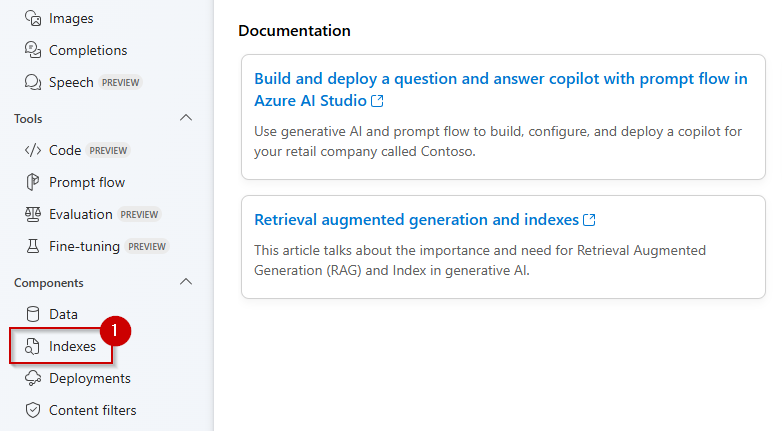 Images
Completions
Speech PREVIEW
Tools
Code PREVIEW
Prompt flow
Evaluation PREVIEW
Fine-tuning PREVIEW
Components
Data
1
Indexes
Deployments
Content filters
Documentation
Build and deploy a question and answer copilot with prompt flow in
Azure AI Studio
Use generative AI and prompt flow to build, configure, and deploy a copilot for
your retail company called Contoso.
Retrieval augmented generation and indexes
This article talks about the importance and need for Retrieval Augmented
Generation (RAG) and Index in generative AI.